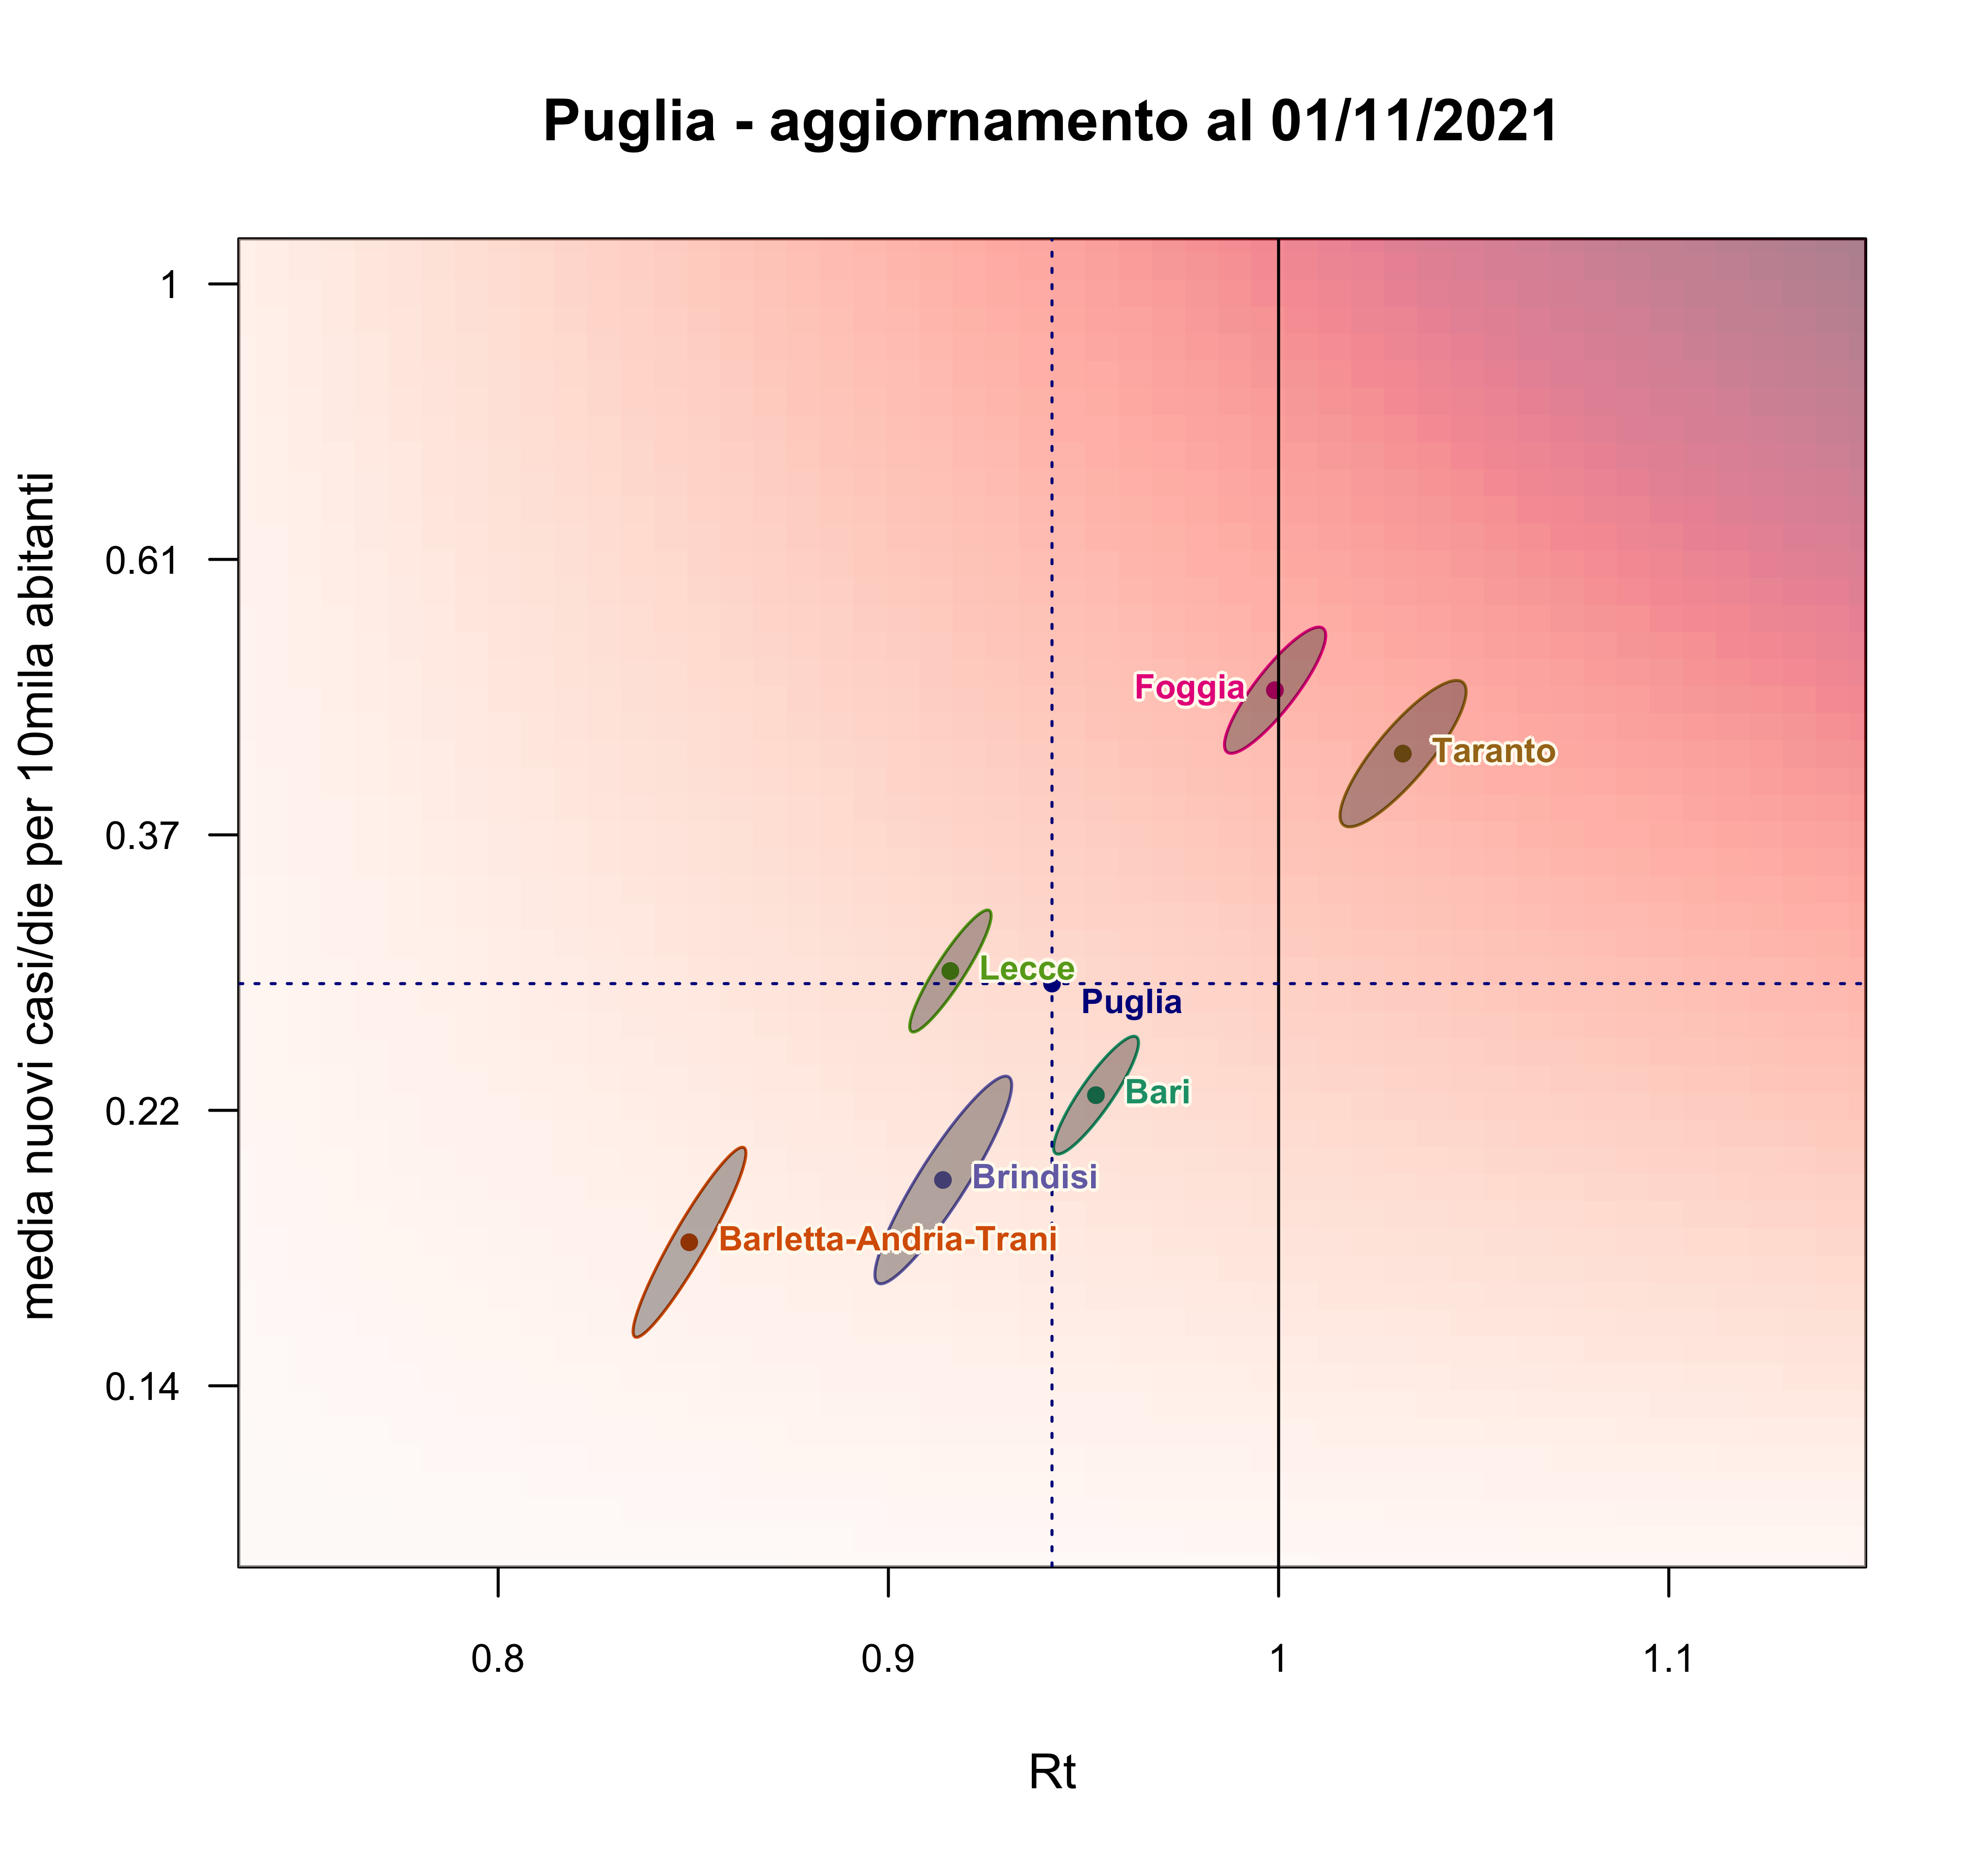 Puglia - aggiornamento al 01/11/2021
media nuovi casi/die per 10mila abitanti
1
0.61
0.37
0.22
0.14
Foggia
Taranto
Lecce
Puglia
Bari
Brindisi
Barletta-Andria-Trani
0.8
0.9
1
1.1
Rt